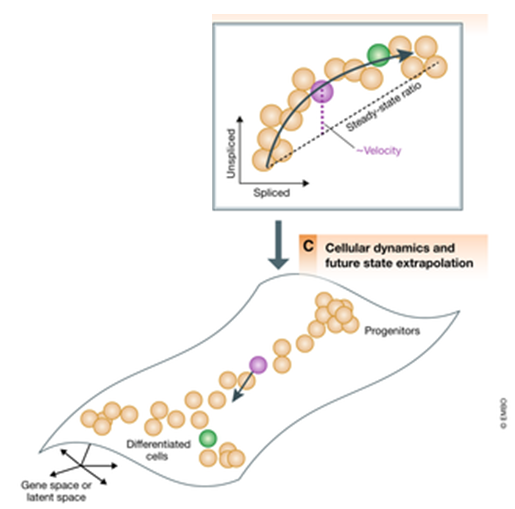 Unspliced
Steady-state ratio
~Velocity
Spliced
C Cellular dynamics and
future state extrapolation
Progenitors
Differentiated
cells
Gene space or
latent space
© EMBO